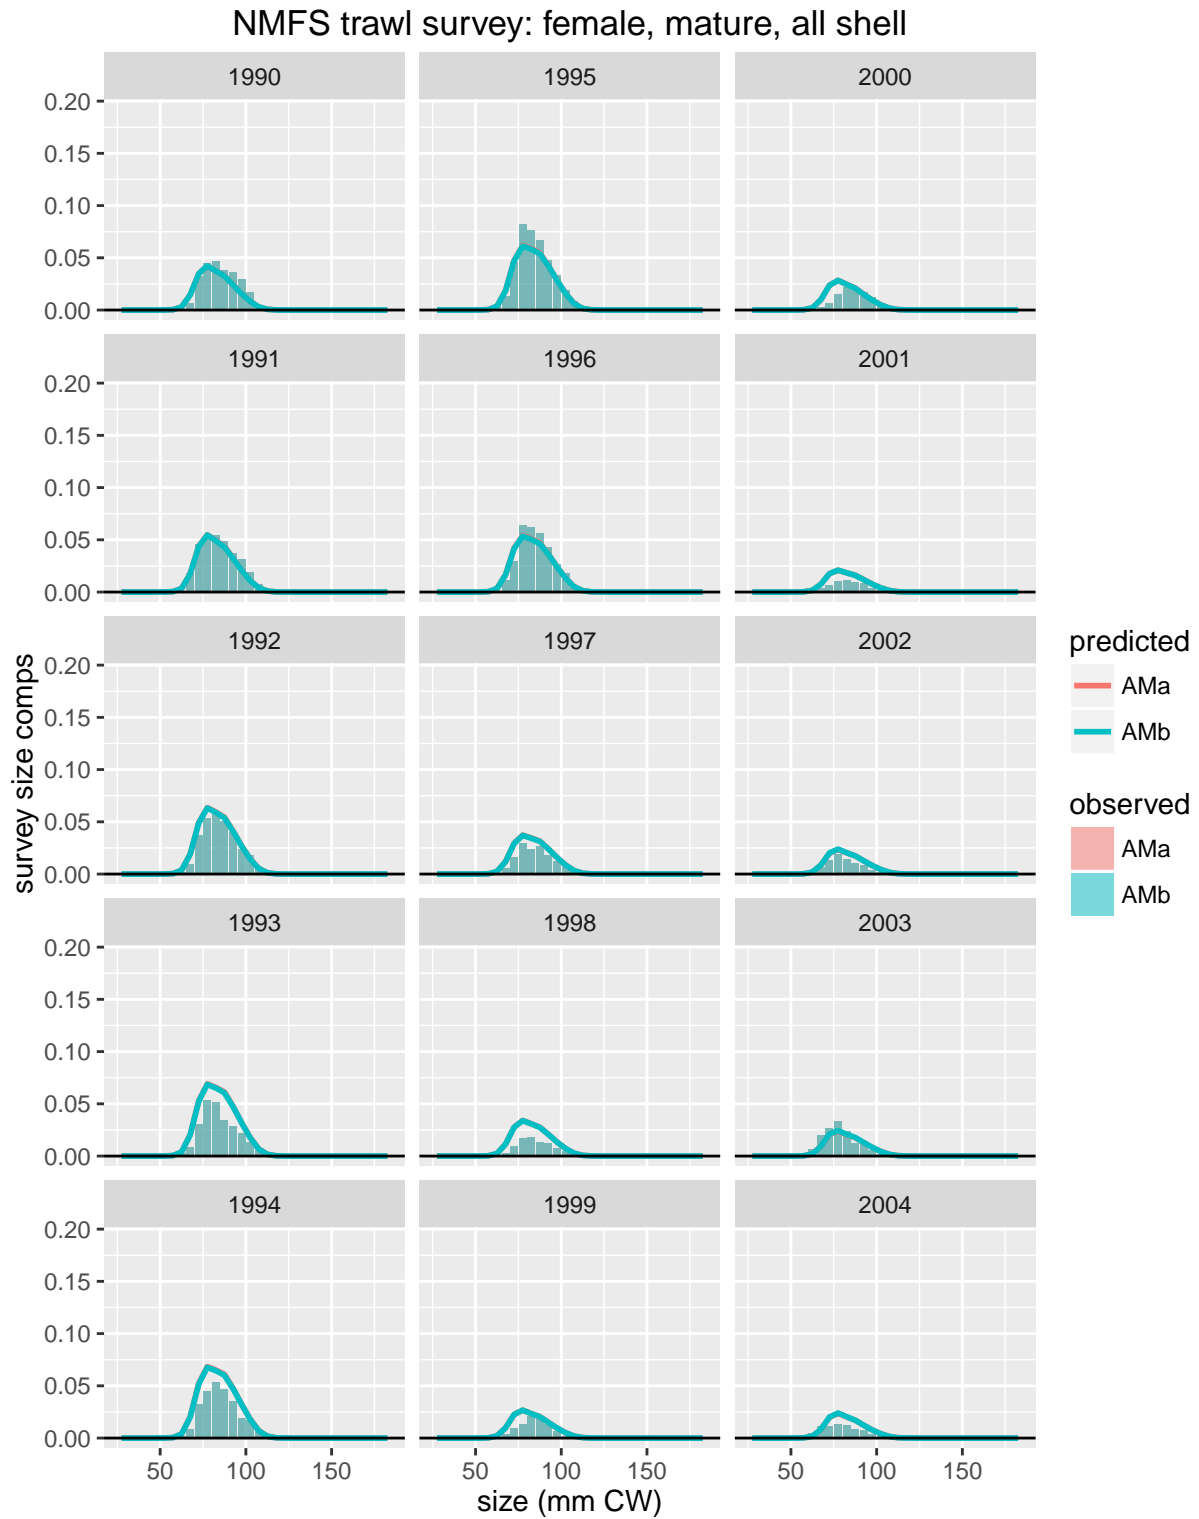 NMFS trawl survey: female, mature, all shell
1990 1995 2000
0.20
0.15
0.10
0.05
0.00
1991 1996 2001
0.20
0.15
0.10
0.05
0.00
1992 1997 2002
0.20
0.15
0.10
0.05
0.00
1993 1998 2003
0.20
0.15
0.10
0.05
0.00
1994 1999 2004
0.20
0.15
0.10
0.05
0.00
50 100 150 50 100 150 50 100 150
size (mm CW)
survey size comps
predicted
AMa
AMb
observed
AMa
AMb